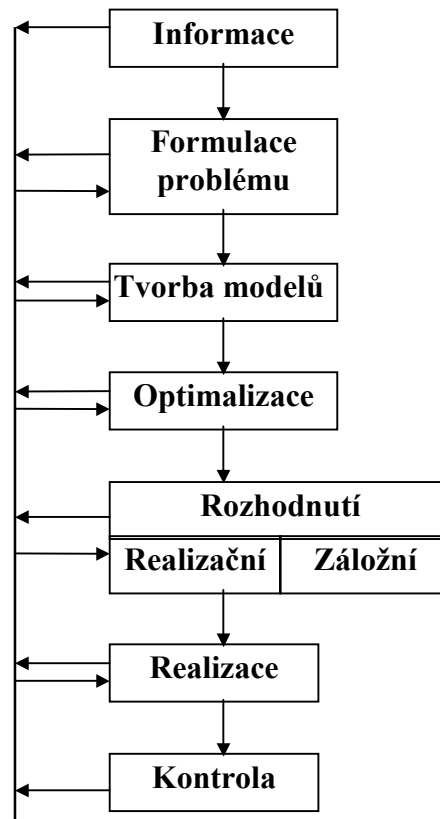 Informace
Formulace
problému
Tvorba modelů
Optimalizace
Rozhodnutí
Realizační Záložní
Realizace
Kontrola